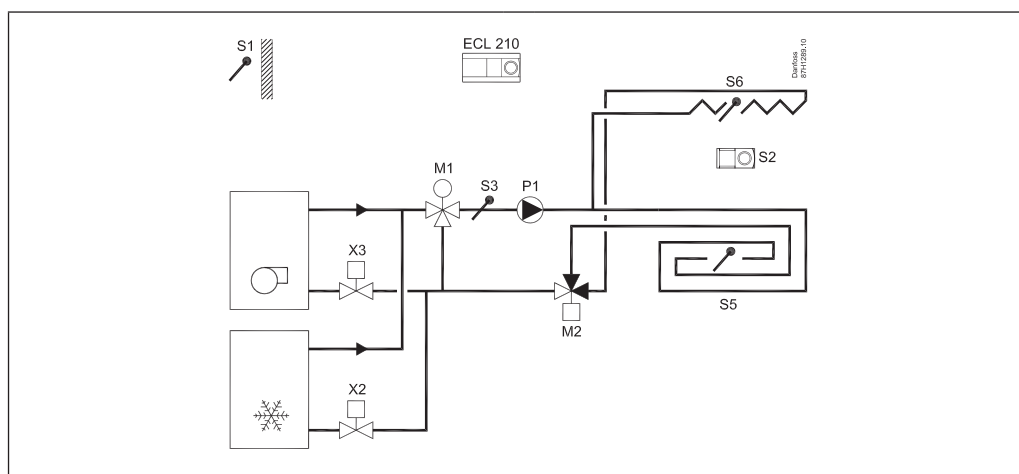 S1
ECL 210
Danfoss
87H1289.10
S6
S2
M1
S3
P1
X3
S5
M2
X2